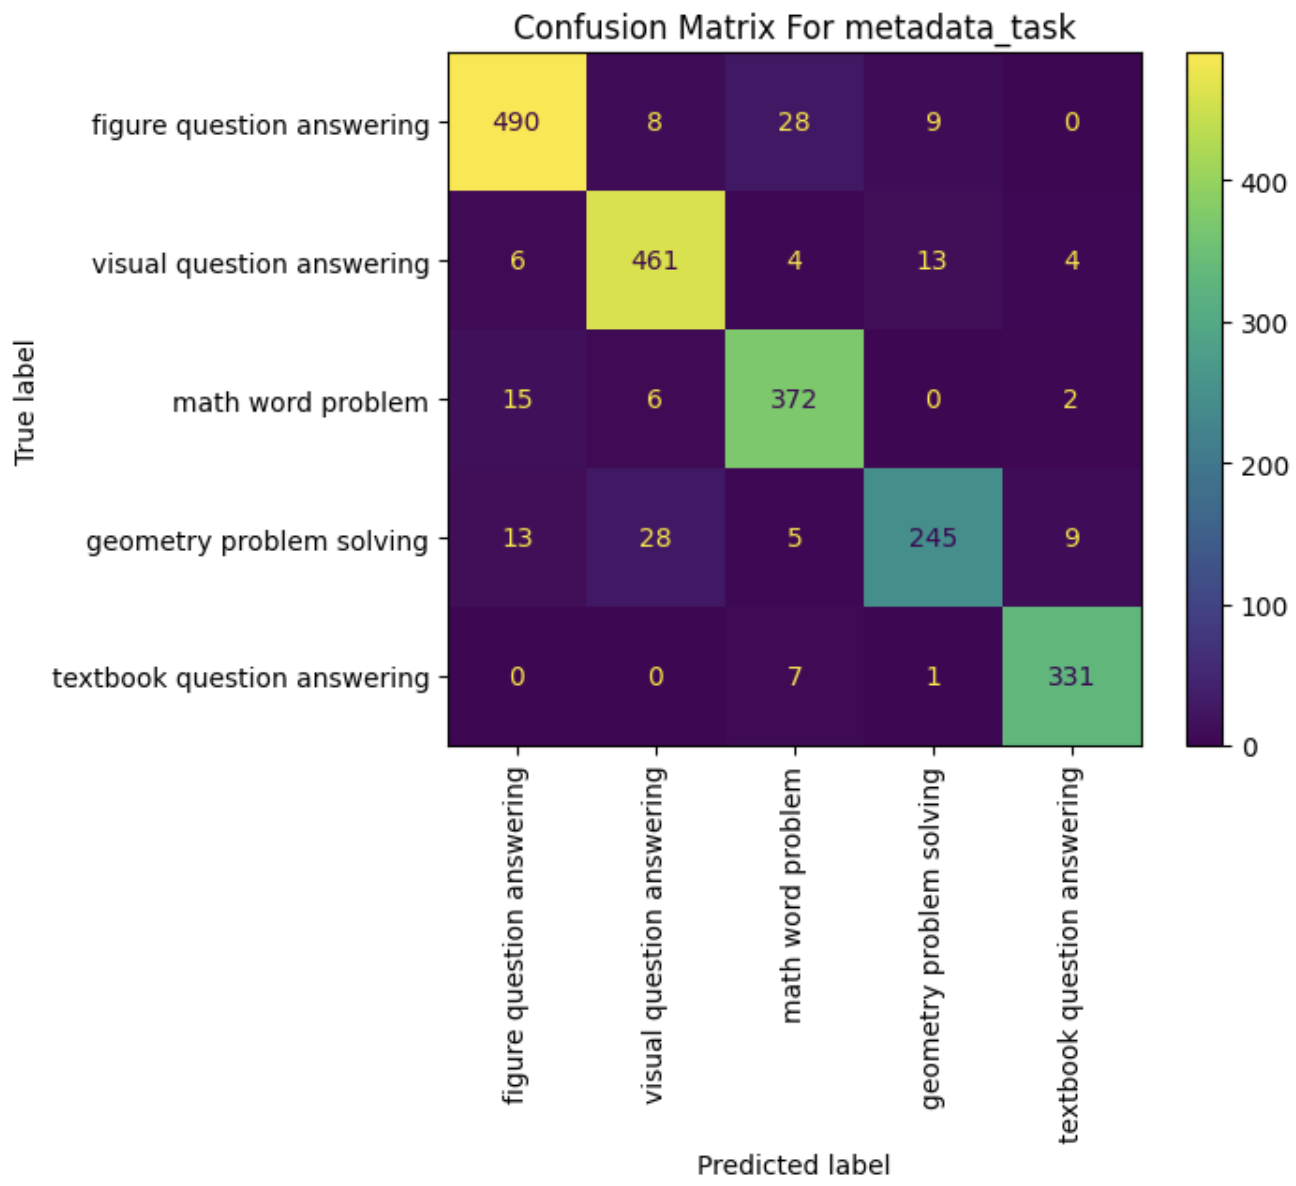 Confusion Matrix For metadata_task
True label
figure question answering 490 8 28 9 0
visual question answering 6 461 4 13 4
math word problem 15 6 372 0 2
geometry problem solving 13 28 5 245 9
textbook question answering 0 0 7 1 331
figure question answering
visual question answering
math word problem
geometry problem solving
textbook question answering
Predicted label
400
300
200
100
0